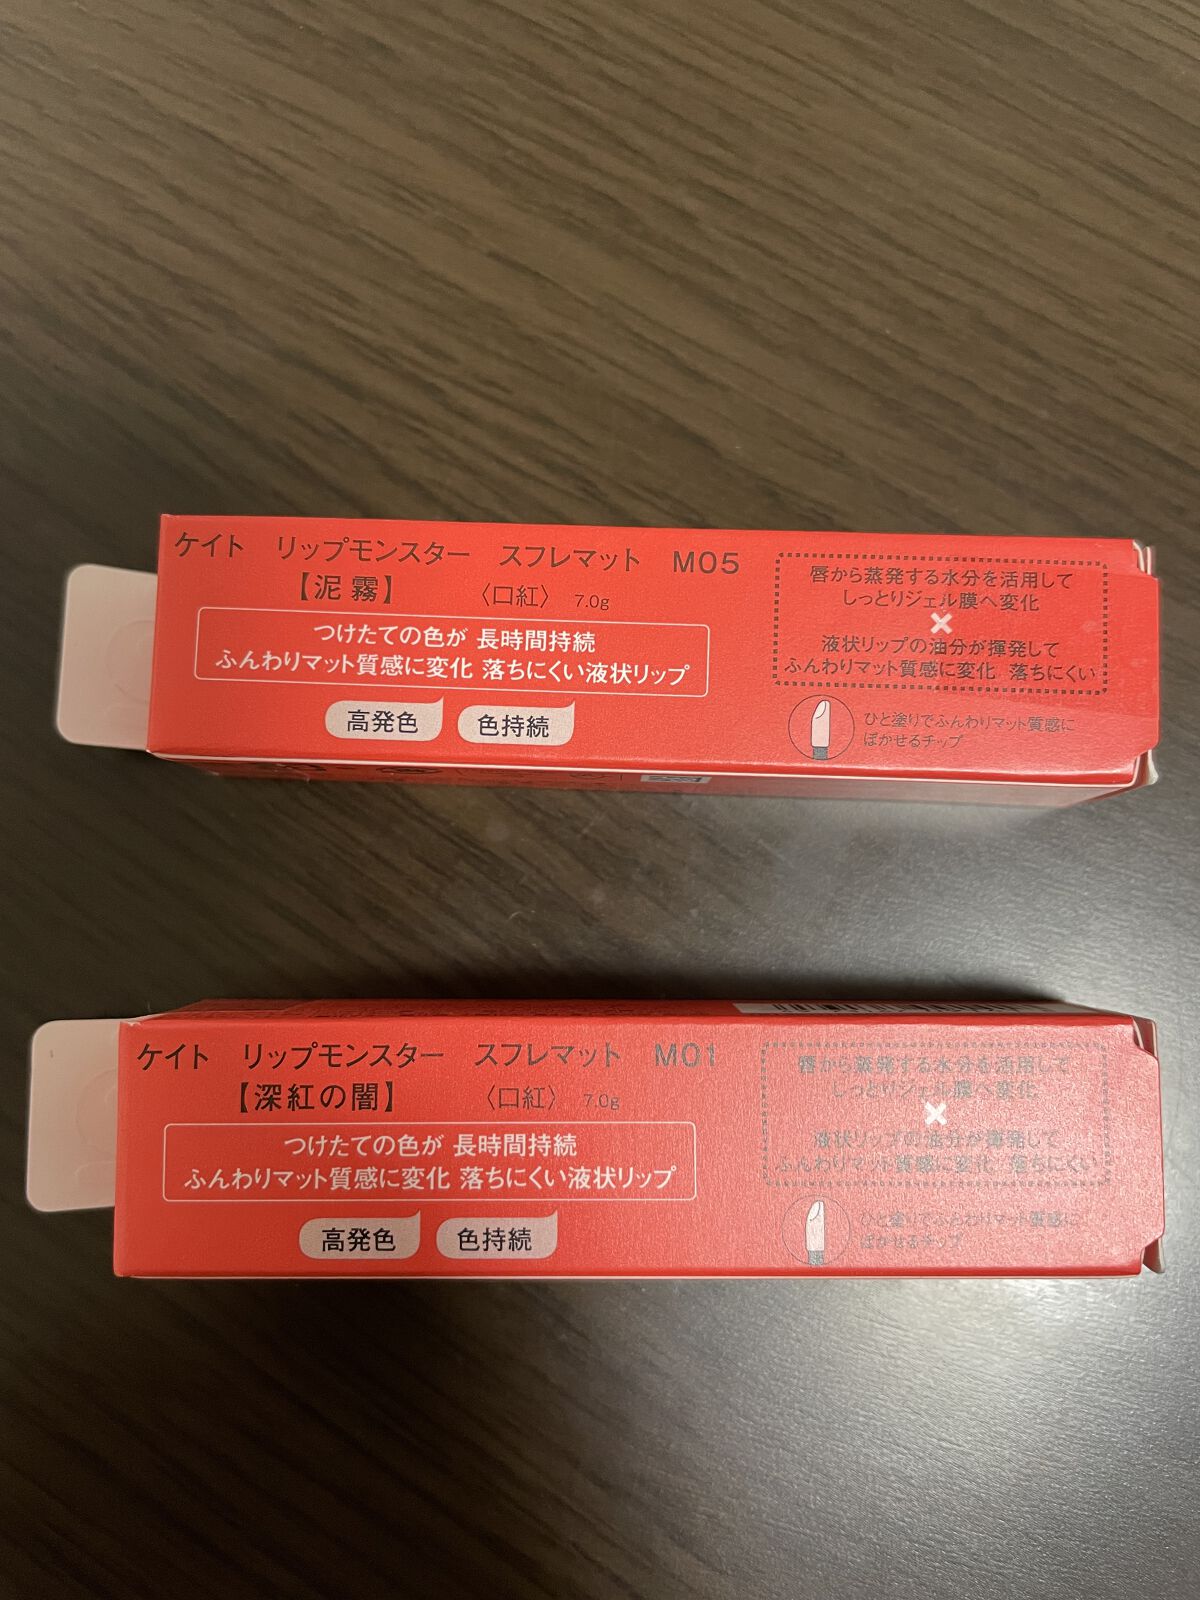 ケイト リップモンスター スフレマット M05
【泥霧】 〈口紅〉 7.0g
つけたての色が 長時間持続
ふんわりマット質感に変化 落ちにくい液状リップ
高発色 色持続
唇から蒸発する水分を活用して
しっとりジェル膜へ変化
×
液状リップの油分が揮発して
ふんわりマット質感に変化 落ちにくい
ひと塗りでふんわりマット質感に
ぼかせるチップ
ケイト リップモンスター スフレマット M01
【深紅の闇】 〈口紅〉 7.0g
つけたての色が 長時間持続
ふんわりマット質感に変化 落ちにくい液状リップ
高発色 色持続
唇から蒸発する水分を活用して
しっとりジェル膜へ変化
×
液状リップの油分が揮発して
ふんわりマット質感に変化 落ちにくい
ひと塗りでふんわりマット質感に
ぼかせるチップ